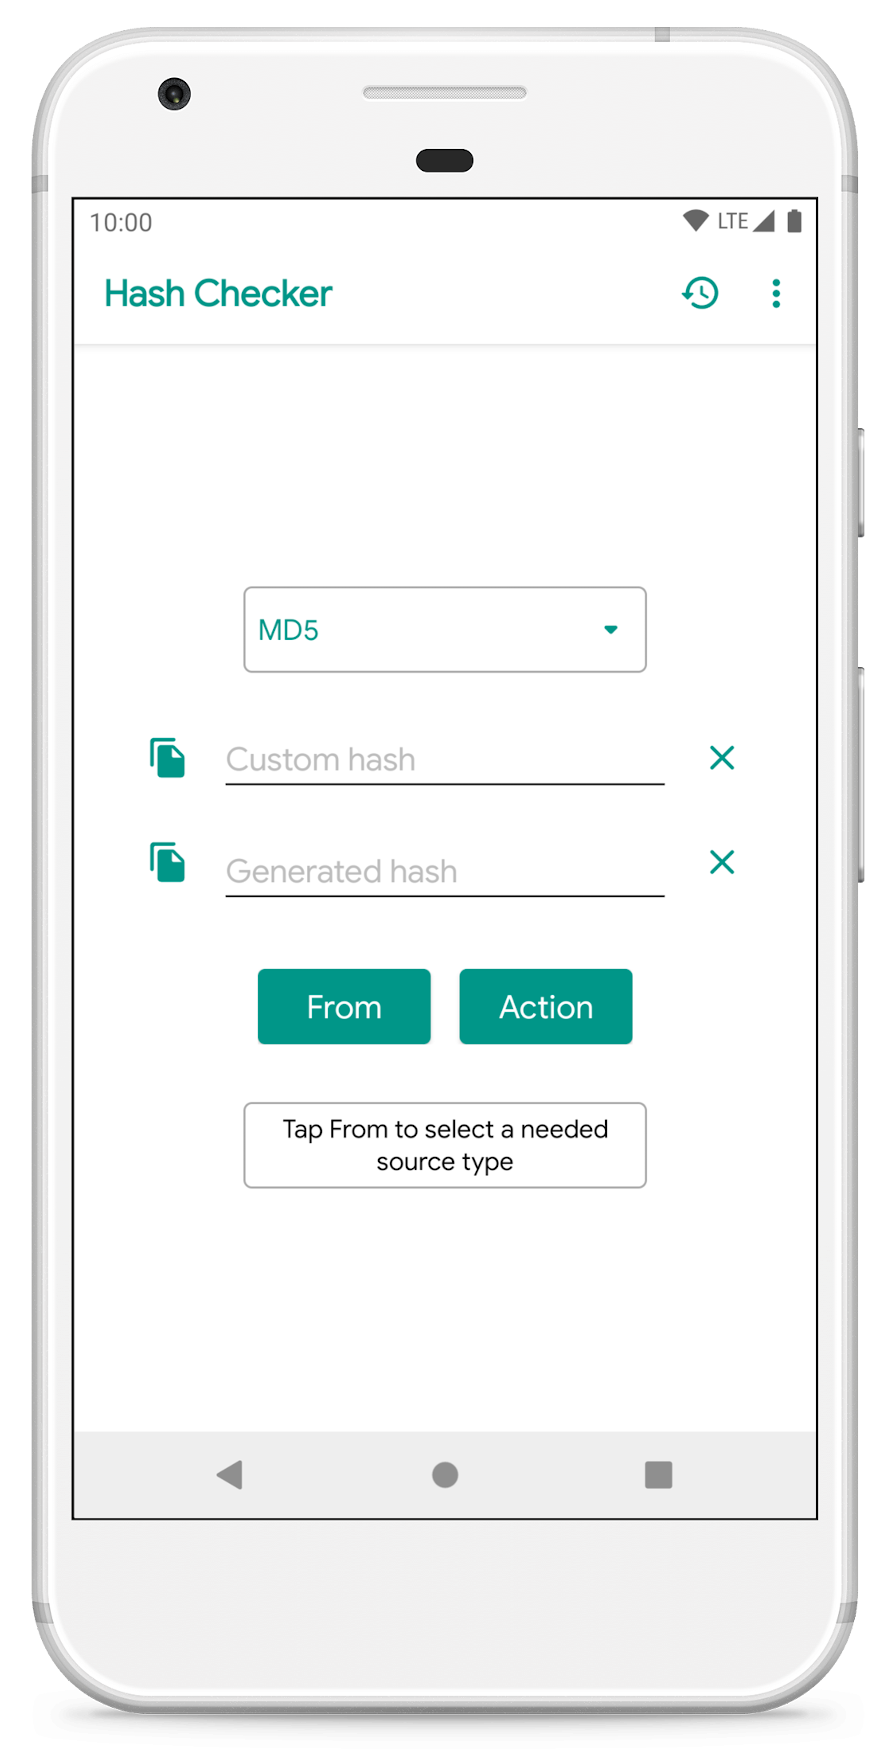 10:00
LTE
Hash Checker
MD5
Custom hash
Generated hash
From
Action
Tap From to select a needed
source type